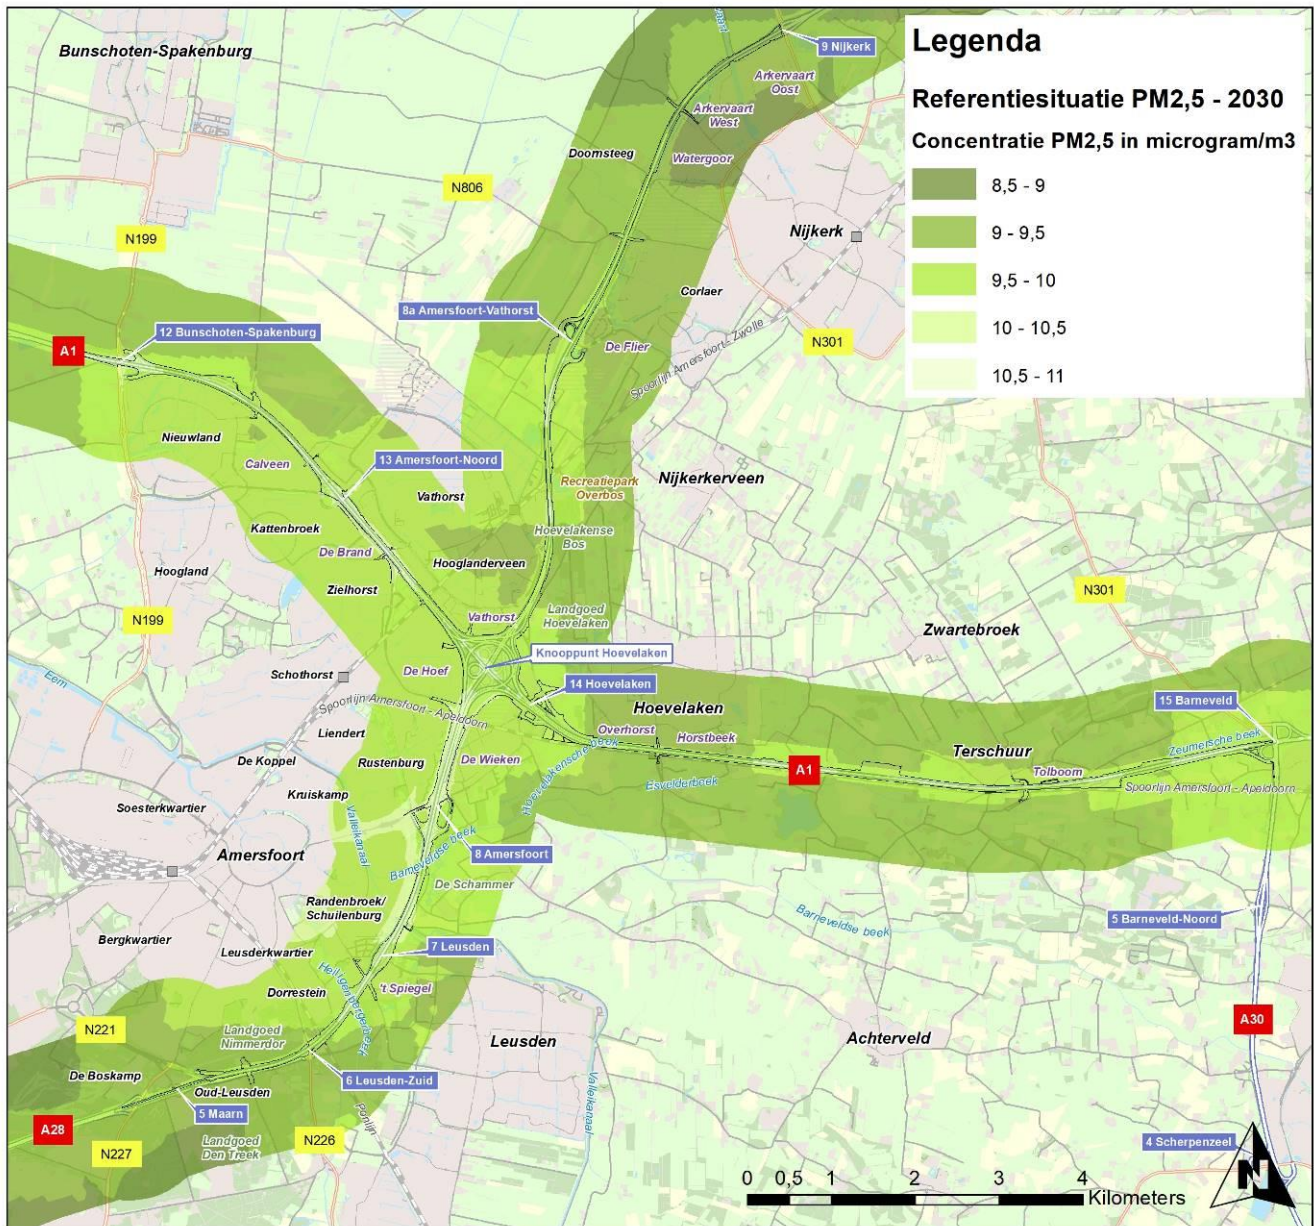 Bunschoten-Spakenburg
9 Nijkerk
Arkervaart
Oost
Arkervaart
West
Doornsteeg
Watergoor
N806
N199
Nijkerk
Corlaer
8a Amersfoort-Vathorst
12 Bunschoten-Spakenburg
A1
De Flier
Spoorlijn Amersfoort - Zwolle
N301
Nieuwland
Calveen
13 Amersfoort-Noord
Vathorst
Recreatiepark
Overbos
Nijkerkerveen
Kattenbroek
De Brand
Hoevelakense
Bos
Hooglanderveen
Hoogland
Zielhorst
N301
N199
Vathorst
Landgoed
Hoevelaken
Zwartebroek
Knooppunt Hoevelaken
De Hoef
Schothorst
Eem
14 Hoevelaken
Spoorlijn Amersfoort - Apeldoorn
Hoevelaken
15 Barneveld
Liendert
Overhorst
Horstbeek
Terschuur
Zeumersche beek
De Koppel
Rustenburg
De Wieken
Hoevelakensche beek
A1
Tolboom
Esvelderbeek
Spoorlijn Amersfoort - Apeldoorn
Kruiskamp
Soesterkwartier
Valleikanaal
Amersfoort
Barneveldse beek
8 Amersfoort
De Schammer
Randenbroek/
Schuilenburg
Barneveldse beek
5 Barneveld-Noord
Bergkwartier
Leusderkwartier
7 Leusden
Heiligenbergerbeek
Dorrestein
't Spiegel
N221
Landgoed
Nimmerdor
Leusden
Achterveld
A30
De Boskamp
Oud-Leusden
6 Leusden-Zuid
Valleikanaal
5 Maarn
A28
Ponlijn
N226
N227
Landgoed
Den Treek
4 Scherpenzeel
N
0 0,5 1 2 3 4
Kilometers
Legenda
Referentiesituatie PM2,5 - 2030
Concentratie PM2,5 in microgram/m3
8,5 - 9
9 - 9,5
9,5 - 10
10 - 10,5
10,5 - 11